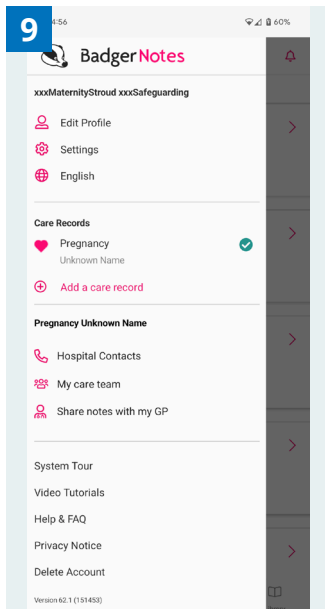 9
4:56
60%
BadgerNotes
xxxMaternityStroud xxxSafeguarding
Edit Profile
Settings
English
Care Records
Pregnancy
Unknown Name
Add a care record
Pregnancy Unknown Name
Hospital Contacts
My care team
Share notes with my GP
System Tour
Video Tutorials
Help & FAQ
Privacy Notice
Delete Account
Version 62.1 (151453)